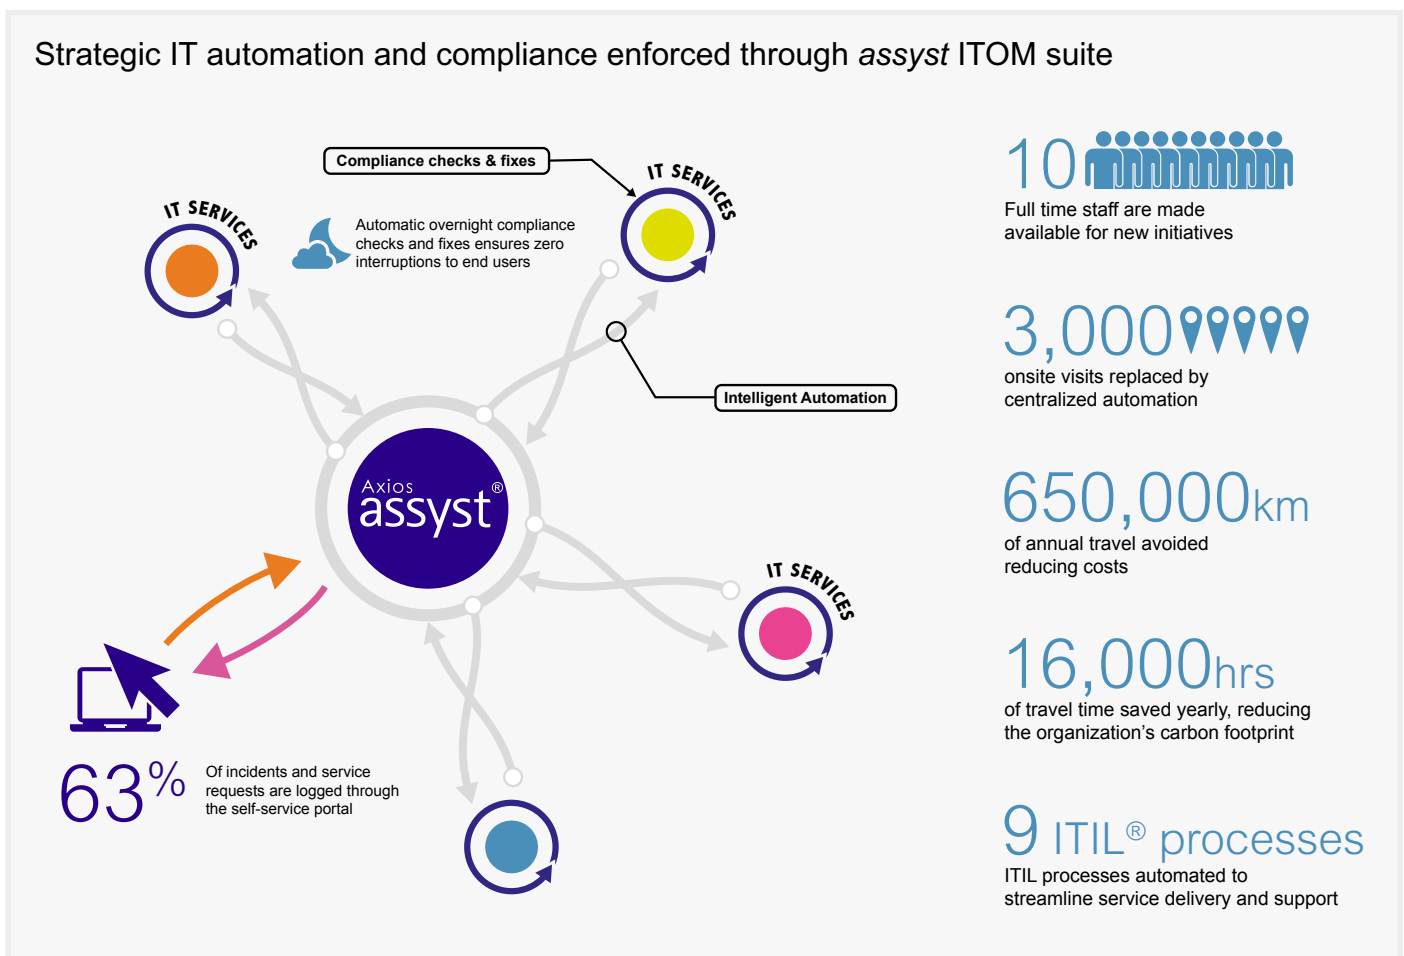 Strategic IT automation and compliance enforced through assyst ITOM suite
Compliance checks & fixes
IT SERVICES
IT SERVICES
Automatic overnight compliance
checks and fixes ensures zero
interruptions to end users
Intelligent Automation
Axios
assyst®
IT SERVICES
63%
Of incidents and service
requests are logged through
the self-service portal
10
Full time staff are made
available for new initiatives
3,000
onsite visits replaced by
centralized automation
650,000km
of annual travel avoided
reducing costs
16,000hrs
of travel time saved yearly, reducing
the organization's carbon footprint
9 ITIL® processes
ITIL processes automated to
streamline service delivery and support